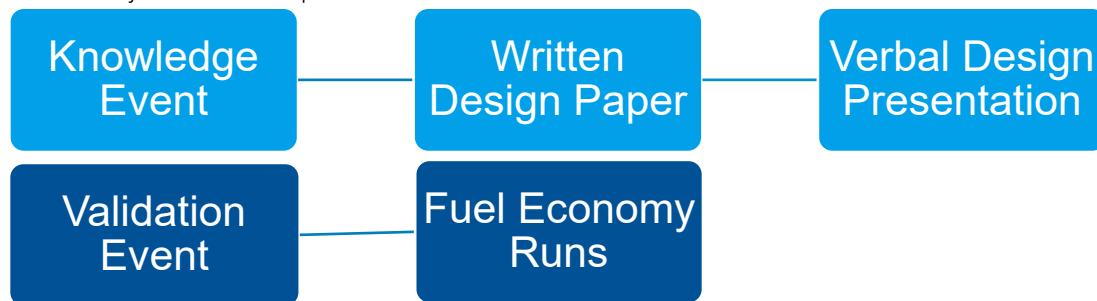 Knowledge
Event
Written
Design Paper
Verbal Design
Presentation
Validation
Event
Fuel Economy
Runs